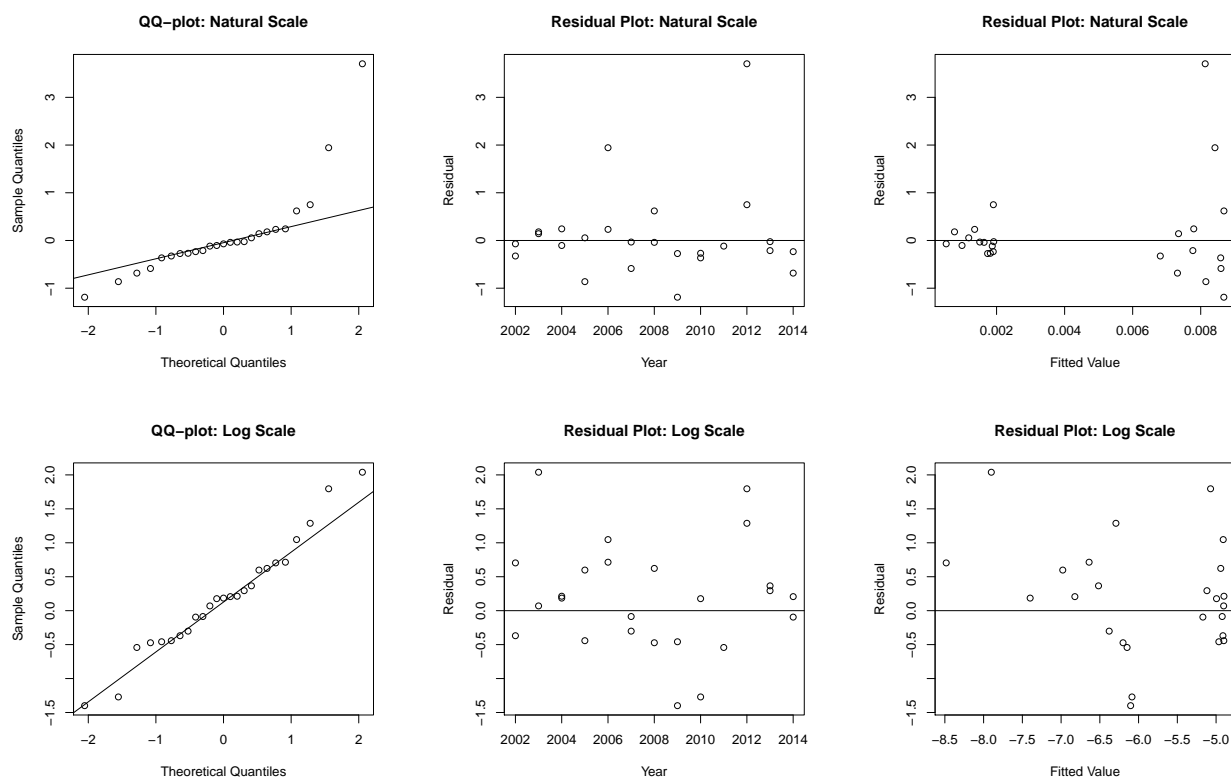 QQ−plot: Natural Scale
Sample Quantiles
3
2
1
0
−1
−2 −1 0 1 2
Theoretical Quantiles
Residual Plot: Natural Scale
Residual
3
2
1
0
−1
2002 2004 2006 2008 2010 2012 2014
Year
Residual Plot: Natural Scale
Residual
3
2
1
0
−1
0.002 0.004 0.006 0.008
Fitted Value
QQ−plot: Log Scale
Sample Quantiles
2.0
1.5
1.0
0.5
0.0
−0.5
−1.5
−2 −1 0 1 2
Theoretical Quantiles
Residual Plot: Log Scale
Residual
2.0
1.5
1.0
0.5
0.0
−0.5
−1.5
2002 2004 2006 2008 2010 2012 2014
Year
Residual Plot: Log Scale
Residual
2.0
1.5
1.0
0.5
0.0
−0.5
−1.5
−8.5 −8.0 −7.5 −7.0 −6.5 −6.0 −5.5 −5.0
Fitted Value